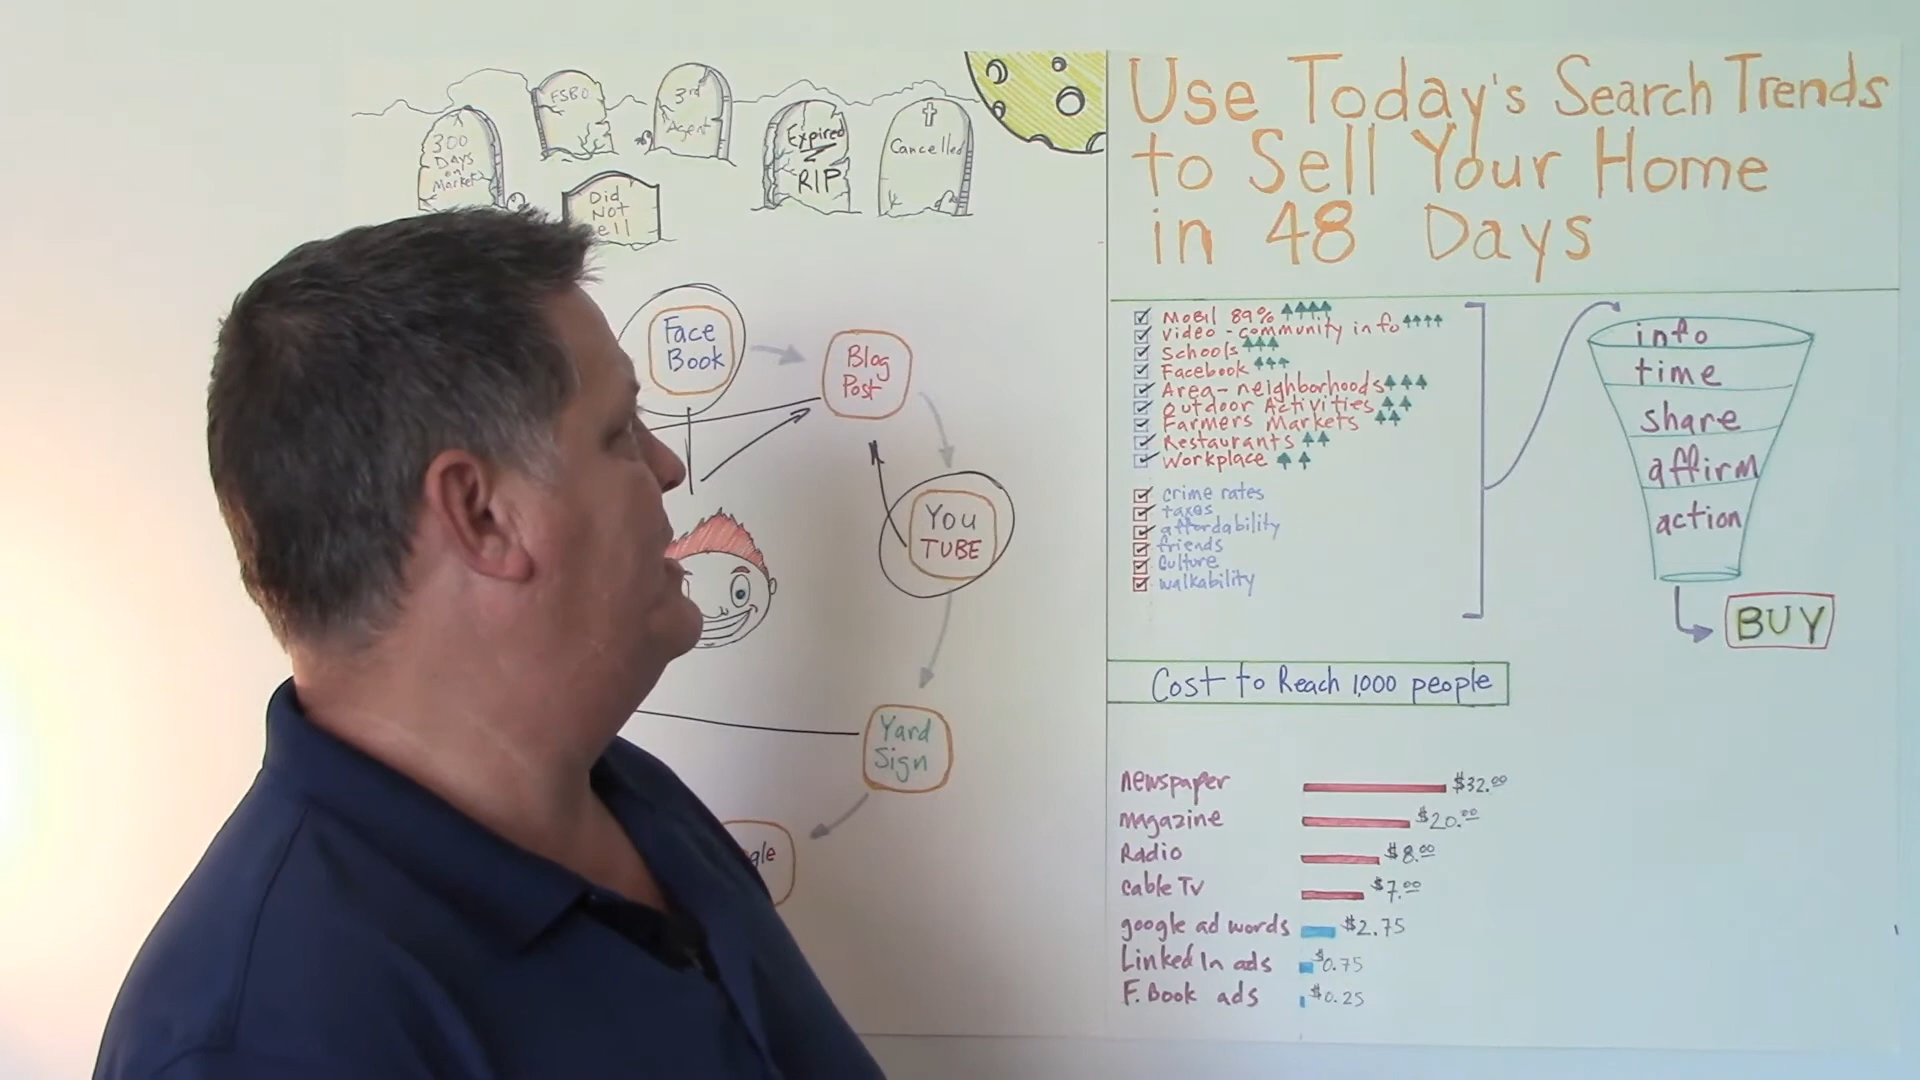 300
Days
on
Market
FSBO
3rd
Agent
Expired
RIP
Cancelled
Did
Not
ell
Face
Book
Blog
Post
YOU
TUBE
Yard
Sign
gle
Use Today's Search Trends
to Sell Your Home
in 48 Days
MoBil 89%
Video - community info
Schools
Facebook
Area - neighborhoods
Outdoor Activities
Farmers Markets
Restaurants
Workplace
crime rates
taxes
affordability
friends
Culture
walkability
info
time
share
affirm
action
BUY
Cost to Reach 1,000 people
newspaper $32.00
magazine $20.00
Radio $8.00
cable Tv $7.00
google ad words $2.75
Linked In ads $0.75
F. Book ads $0.25